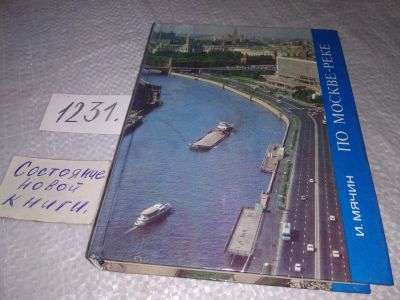 1231.
Состояние
новой
книги.
И. МЯЧИН ПО МОСКВЕ-РЕКЕ